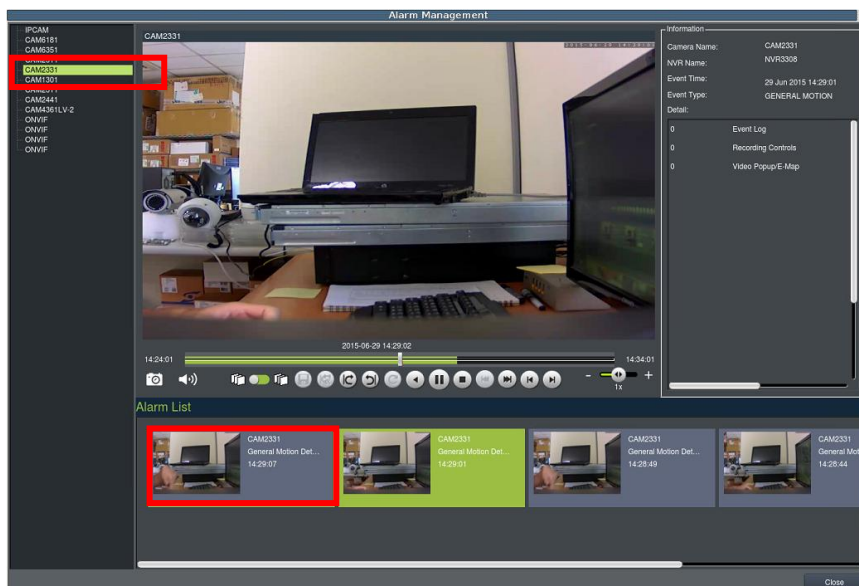 Alarm Management
IPCAM
CAM6181
CAM6351
CAM2331
CAM1301
CAM2441
CAM4361LV-2
ONVIF
ONVIF
ONVIF
ONVIF
CAM2331
2015-06-29 14:29:02
14:24:01
14:34:01
- +
1x
Information
Camera Name: CAM2331
NVR Name: NVR3308
Event Time: 29 Jun 2015 14:29:01
Event Type: GENERAL MOTION
Detail:
0 Event Log
0 Recording Controls
0 Video Popup/E-Map
Alarm List
CAM2331
General Motion Det...
14:29:07
CAM2331
General Motion Det...
14:29:01
CAM2331
General Motion Det...
14:28:49
CAM2331
General Mot
14:28:44
Close